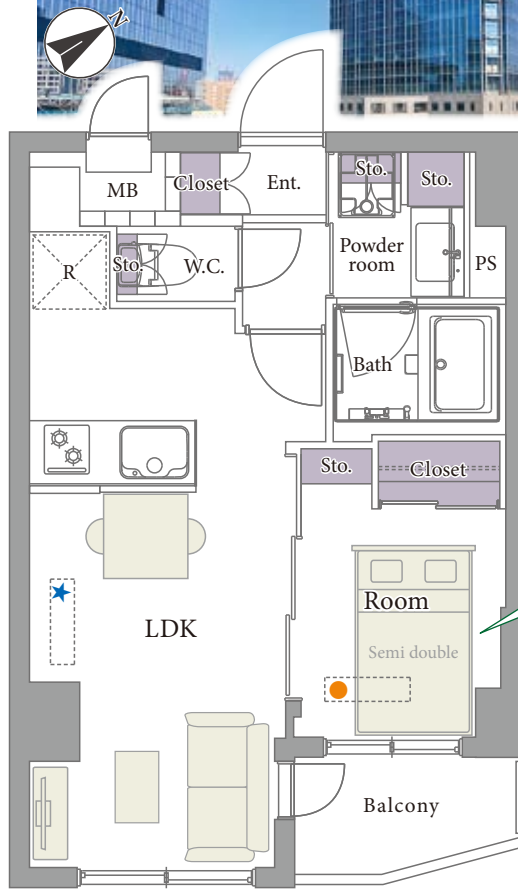 N
MB
Closet
Ent.
Sto.
Sto.
R
Sto.
W.C.
Powder
room
PS
Bath
Sto.
Closet
Room
LDK
Semi double
Balcony